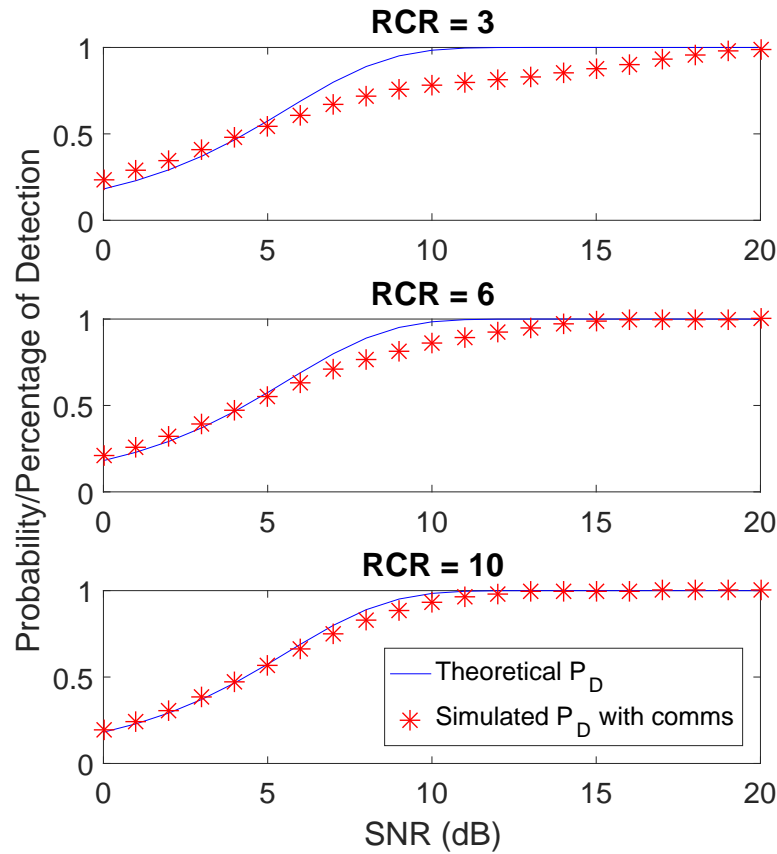 RCR = 3
1
0.5
0
0 5 10 15 20
RCR = 6
1
0.5
0
0 5 10 15 20
RCR = 10
1
0.5
0
0 5 10 15 20
Theoretical P_D
Simulated P_D with comms
SNR (dB)
Probability/Percentage of Detection